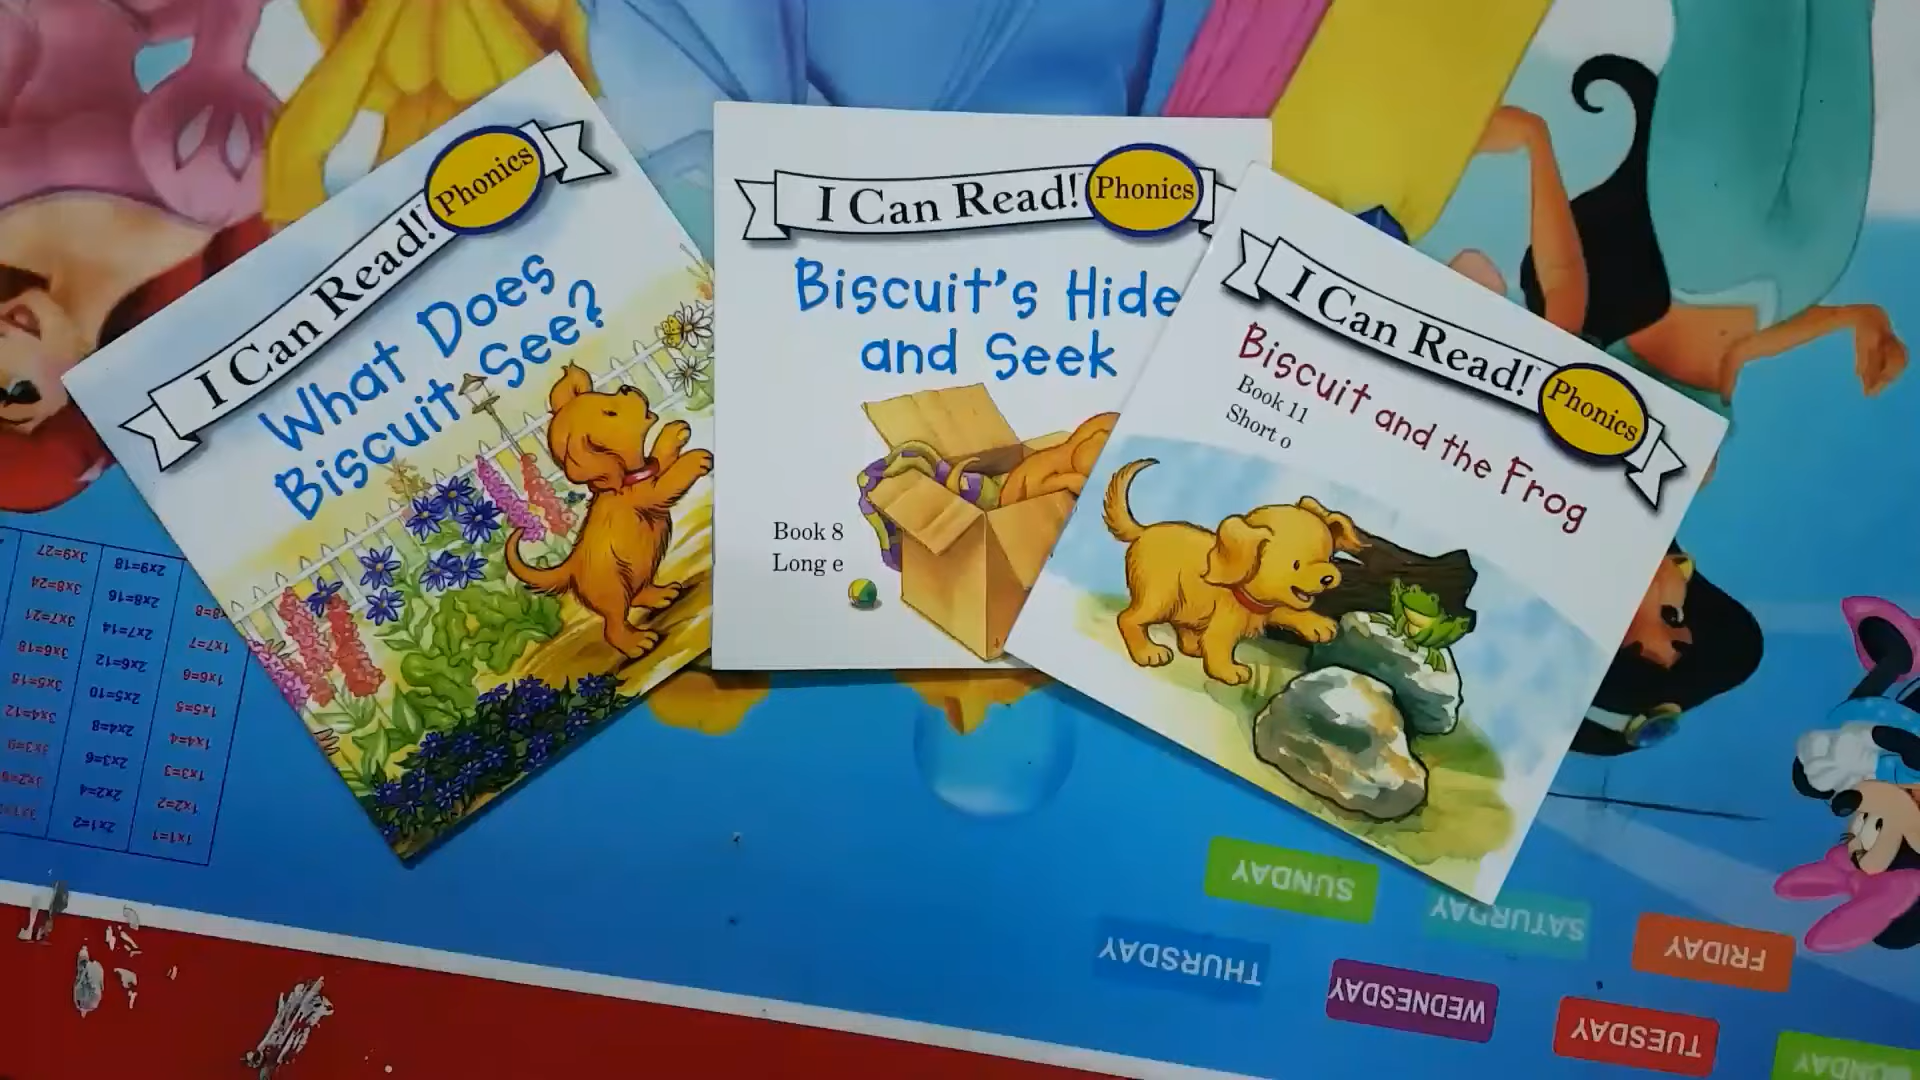 I Can Read! Phonics
What Does
Biscuit See?
I Can Read! Phonics
Biscuit's Hide
and Seek
Book 8
Long e
I Can Read! Phonics
Biscuit and the Frog
Book 11
Short o
SUNDAY
SATURDAY
FRIDAY
THURSDAY
WEDNESDAY
TUESDAY
1x1=1
1x2=2
1x3=3
1x4=4
1x5=5
1x6=6
1x7=7
2x1=2
2x2=4
2x3=6
2x4=8
2x5=10
2x6=12
2x7=14
2x8=16
2x9=18
3x4=12
3x5=15
3x6=18
3x7=21
3x8=24
3x9=27